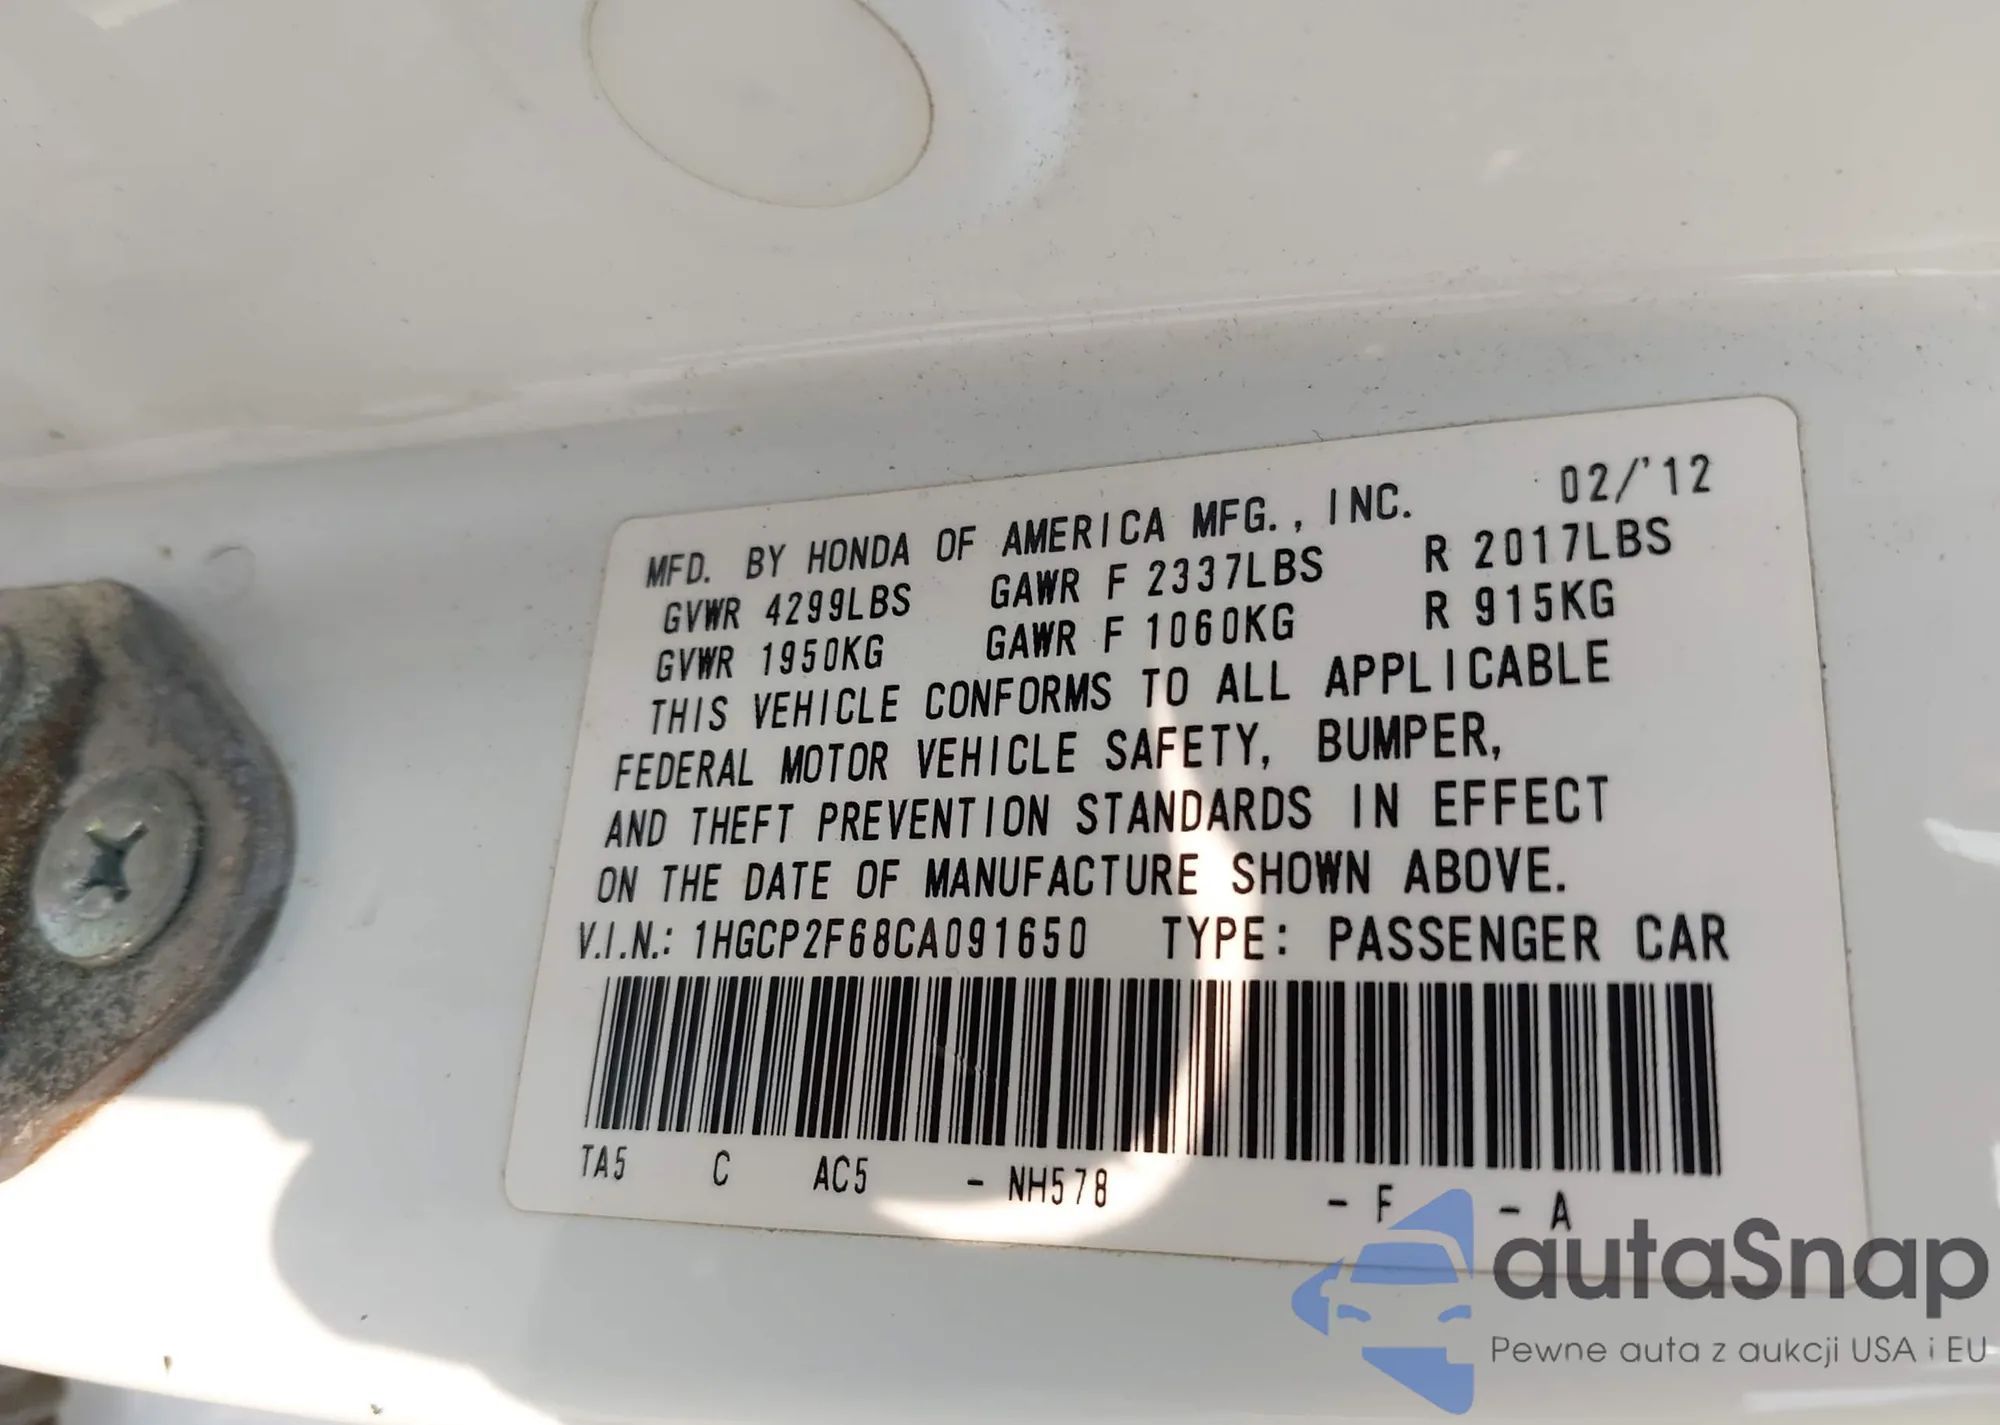 MFD. BY HONDA OF AMERICA MFG., INC. 02/'12
GVWR 4299LBS GAWR F 2337LBS R 2017LBS
GVWR 1950KG GAWR F 1060KG R 915KG
THIS VEHICLE CONFORMS TO ALL APPLICABLE
FEDERAL MOTOR VEHICLE SAFETY, BUMPER,
AND THEFT PREVENTION STANDARDS IN EFFECT
ON THE DATE OF MANUFACTURE SHOWN ABOVE.
V.I.N.: 1HGCP2F68CA091650 TYPE: PASSENGER CAR
TA5 C AC5 - NH578 - F - A
autaSnap
Pewne auta z aukcji USA i EU